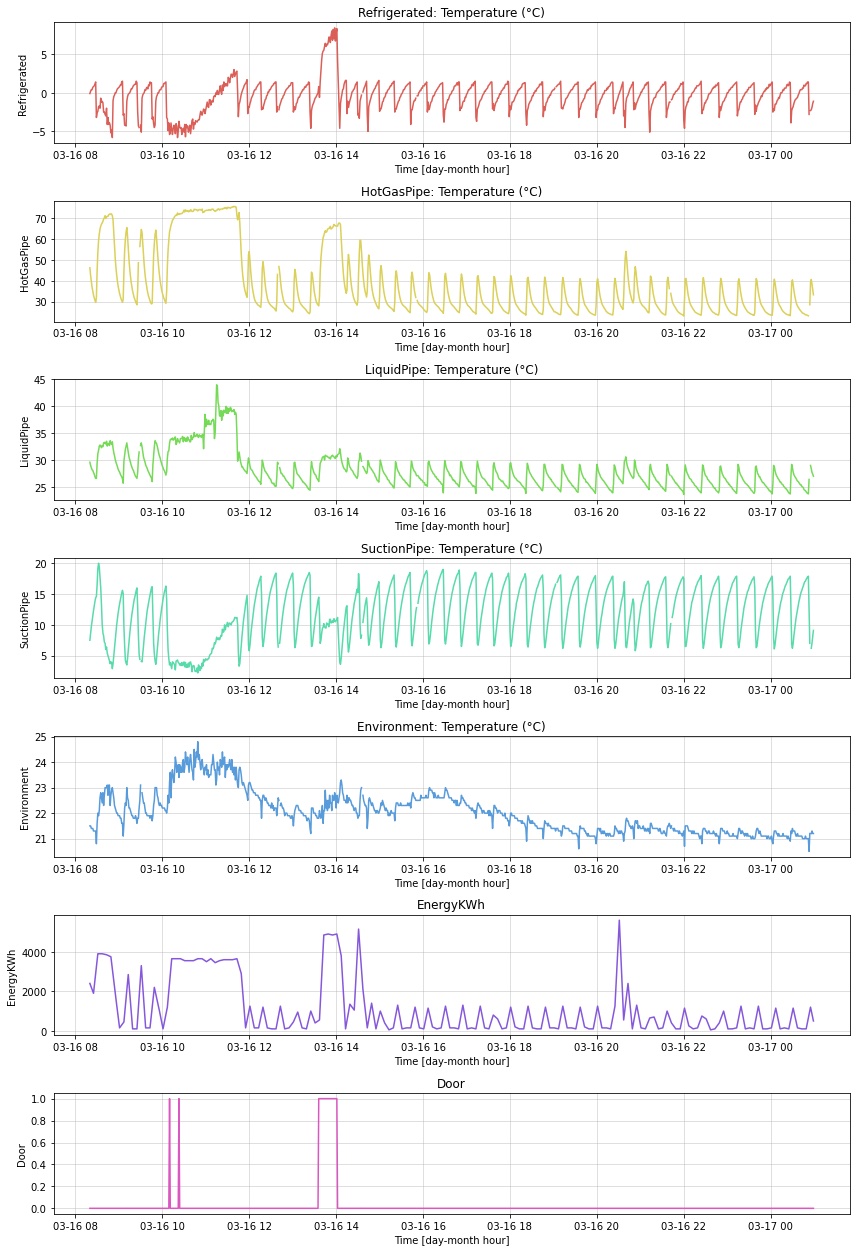 Refrigerated: Temperature (°C)
Refrigerated
5
0
−5
03-16 08 03-16 10 03-16 12 03-16 14 03-16 16 03-16 18 03-16 20 03-16 22 03-17 00
Time [day-month hour]
HotGasPipe: Temperature (°C)
HotGasPipe
70
60
50
40
30
03-16 08 03-16 10 03-16 12 03-16 14 03-16 16 03-16 18 03-16 20 03-16 22 03-17 00
Time [day-month hour]
LiquidPipe: Temperature (°C)
LiquidPipe
45
40
35
30
25
03-16 08 03-16 10 03-16 12 03-16 14 03-16 16 03-16 18 03-16 20 03-16 22 03-17 00
Time [day-month hour]
SuctionPipe: Temperature (°C)
SuctionPipe
20
15
10
5
03-16 08 03-16 10 03-16 12 03-16 14 03-16 16 03-16 18 03-16 20 03-16 22 03-17 00
Time [day-month hour]
Environment: Temperature (°C)
Environment
25
24
23
22
21
03-16 08 03-16 10 03-16 12 03-16 14 03-16 16 03-16 18 03-16 20 03-16 22 03-17 00
Time [day-month hour]
EnergyKWh
EnergyKWh
4000
2000
0
03-16 08 03-16 10 03-16 12 03-16 14 03-16 16 03-16 18 03-16 20 03-16 22 03-17 00
Time [day-month hour]
Door
Door
1.0
0.8
0.6
0.4
0.2
0.0
03-16 08 03-16 10 03-16 12 03-16 14 03-16 16 03-16 18 03-16 20 03-16 22 03-17 00
Time [day-month hour]